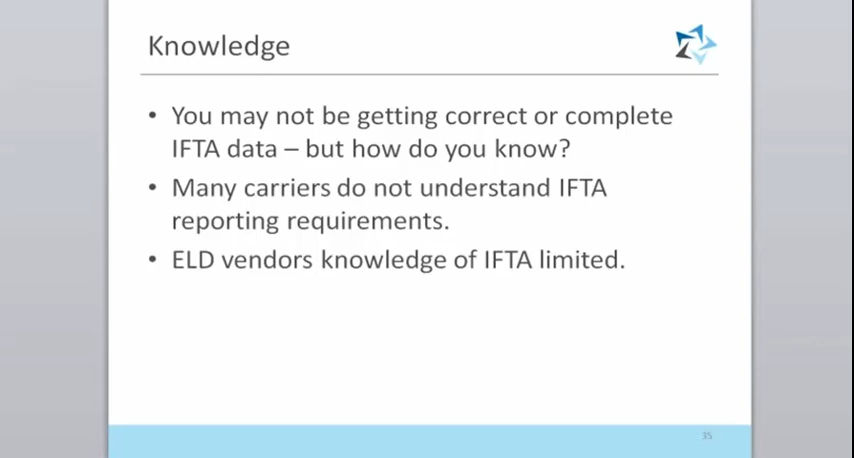 Knowledge
• You may not be getting correct or complete
IFTA data – but how do you know?
• Many carriers do not understand IFTA
reporting requirements.
• ELD vendors knowledge of IFTA limited.
35